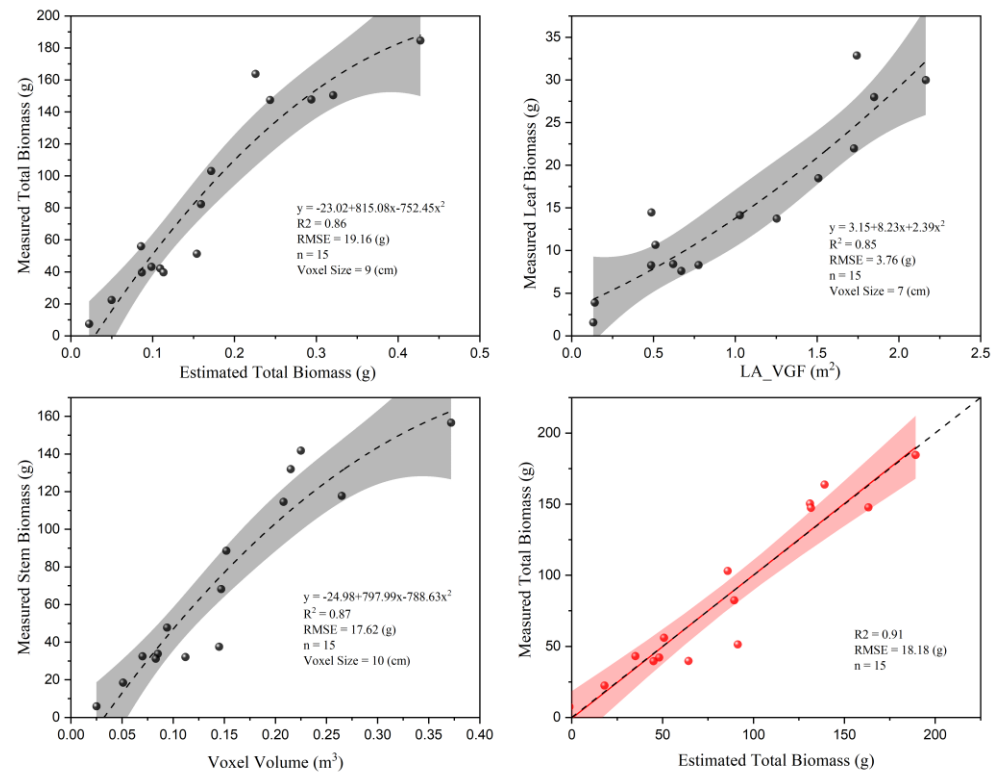 Measured Total Biomass (g)
200
180
160
140
120
100
80
60
40
20
0
y = -23.02+815.08x-752.45x²
R2 = 0.86
RMSE = 19.16 (g)
n = 15
Voxel Size = 9 (cm)
0.0 0.1 0.2 0.3 0.4 0.5
Estimated Total Biomass (g)
Measured Leaf Biomass (g)
35
30
25
20
15
10
5
0
y = 3.15+8.23x+2.39x²
R² = 0.85
RMSE = 3.76 (g)
n = 15
Voxel Size = 7 (cm)
0.0 0.5 1.0 1.5 2.0 2.5
LA_VGF (m²)
Measured Stem Biomass (g)
160
140
120
100
80
60
40
20
0
y = -24.98+797.99x-788.63x²
R² = 0.87
RMSE = 17.62 (g)
n = 15
Voxel Size = 10 (cm)
0.00 0.05 0.10 0.15 0.20 0.25 0.30 0.35 0.40
Voxel Volume (m³)
Measured Total Biomass (g)
200
150
100
50
0
R2 = 0.91
RMSE = 18.18 (g)
n = 15
50 100 150 200
Estimated Total Biomass (g)